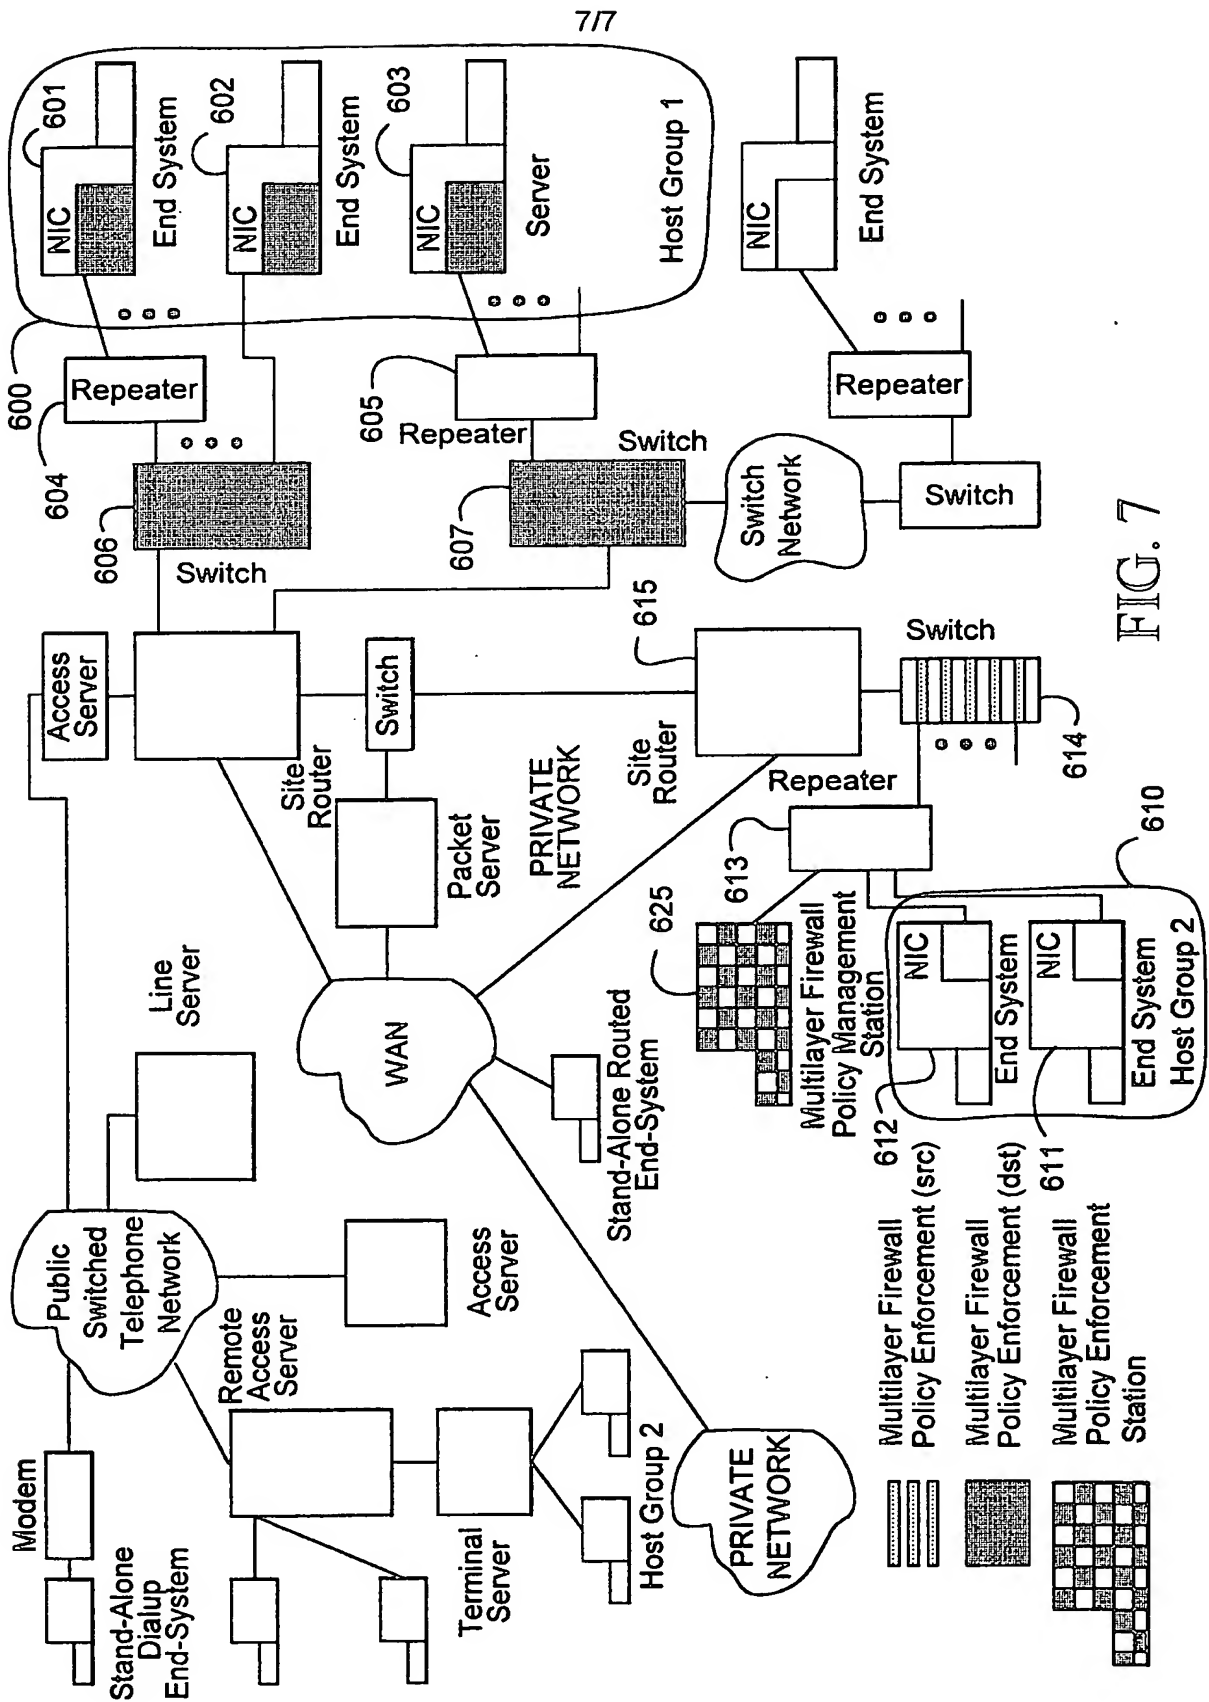 7/7
Modem
Stand-Alone
Dialup
End-System
Public
Switched
Telephone
Network
Line
Server
Access
Server
Remote
Access
Server
Access
Server
Terminal
Server
Host Group 2
PRIVATE
NETWORK
WAN
Stand-Alone Routed
End-System
Site
Router
Packet
Server
Switch
PRIVATE
NETWORK
Site
Router
615
Switch
606
Switch
607
Switch
Network
Switch
604
Repeater
600
605
Repeater
Repeater
NIC
601
End System
NIC
602
End System
NIC
603
Server
Host Group 1
NIC
End System
Repeater
613
Switch
614
625
Multilayer Firewall
Policy Management
Station
610
NIC
End System
612
NIC
End System
611
Host Group 2
Multilayer Firewall
Policy Enforcement (src)
Multilayer Firewall
Policy Enforcement (dst)
Multilayer Firewall
Policy Enforcement
Station
FIG. 7